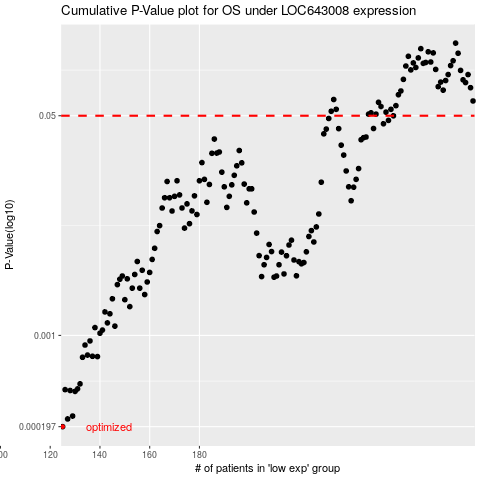 Cumulative P-Value plot for OS under LOC643008 expression
P-Value(log10)
0.05
0.001
0.000197
optimized
00
120
140
160
180
# of patients in 'low exp' group